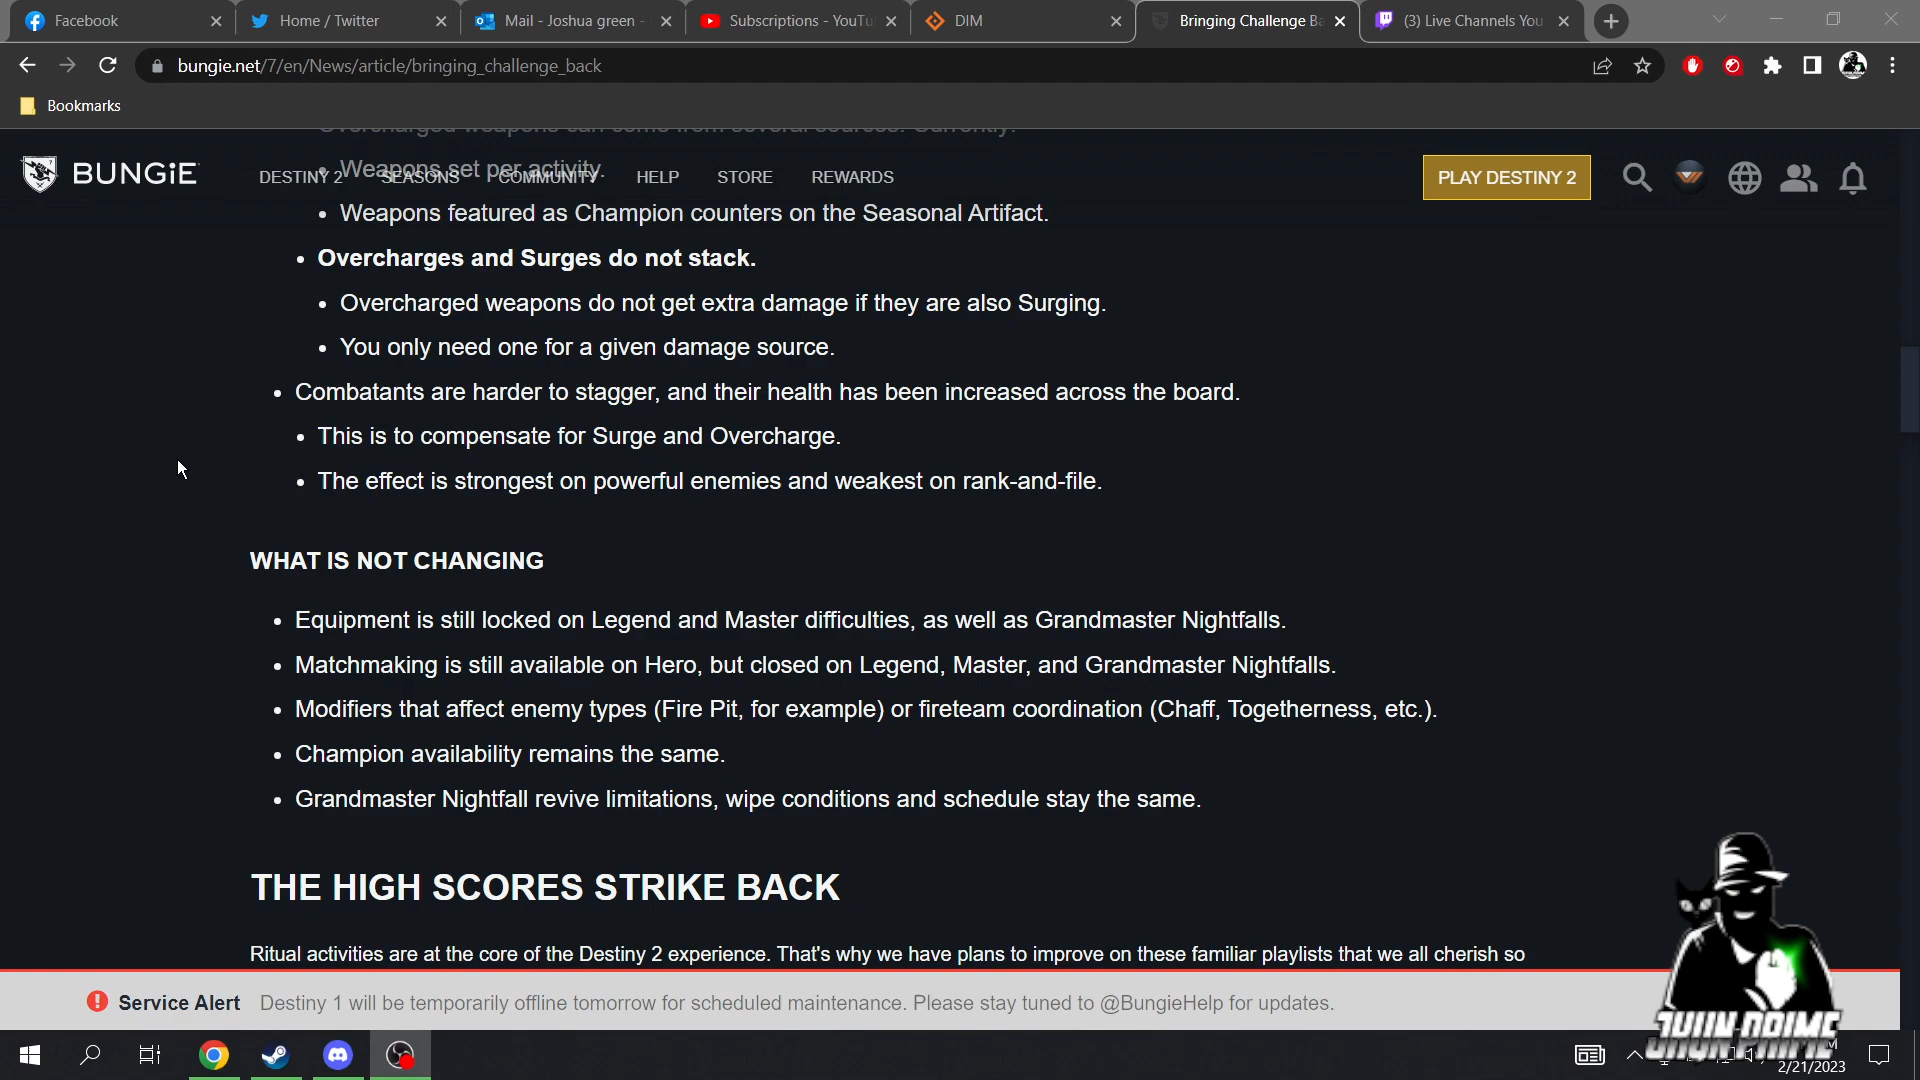 Facebook
Home / Twitter
Mail - Joshua green -
Subscriptions - YouTu
DIM
Bringing Challenge Ba
(3) Live Channels You
bungie.net/7/en/News/article/bringing_challenge_back
Bookmarks
Overcharged weapons can come from several sources. Currently:
Weapons set per activity.
BUNGiE
DESTINY 2
SEASONS
COMMUNITY
HELP
STORE
REWARDS
PLAY DESTINY 2
Weapons featured as Champion counters on the Seasonal Artifact.
Overcharges and Surges do not stack.
Overcharged weapons do not get extra damage if they are also Surging.
You only need one for a given damage source.
Combatants are harder to stagger, and their health has been increased across the board.
This is to compensate for Surge and Overcharge.
The effect is strongest on powerful enemies and weakest on rank-and-file.
WHAT IS NOT CHANGING
Equipment is still locked on Legend and Master difficulties, as well as Grandmaster Nightfalls.
Matchmaking is still available on Hero, but closed on Legend, Master, and Grandmaster Nightfalls.
Modifiers that affect enemy types (Fire Pit, for example) or fireteam coordination (Chaff, Togetherness, etc.).
Champion availability remains the same.
Grandmaster Nightfall revive limitations, wipe conditions and schedule stay the same.
THE HIGH SCORES STRIKE BACK
Ritual activities are at the core of the Destiny 2 experience. That's why we have plans to improve on these familiar playlists that we all cherish so
Service Alert Destiny 1 will be temporarily offline tomorrow for scheduled maintenance. Please stay tuned to @BungieHelp for updates.
2/21/2023